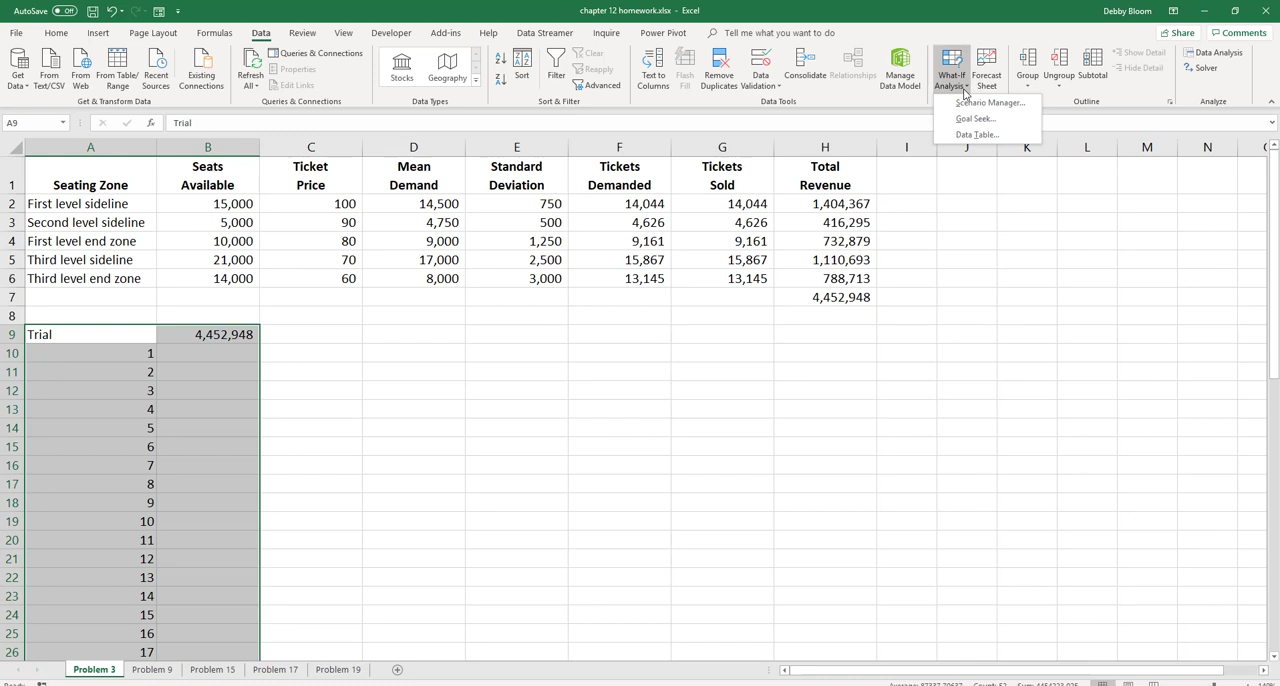 AutoSave Off chapter 12 homework.xlsx - Excel Debby Bloom
File Home Insert Page Layout Formulas Data Review View Developer Add-ins Help Data Streamer Inquire Power Pivot Tell me what you want to do Share Comments
Get Data From Text/CSV From Web From Table/ Range Recent Sources Existing Connections Refresh All Queries & Connections Properties Edit Links Stocks Geography Sort Filter Clear Reapply Advanced Text to Columns Flash Fill Remove Duplicates Data Validation Consolidate Relationships Manage Data Model What-If Analysis Forecast Sheet Group Ungroup Subtotal Show Detail Hide Detail Data Analysis Solver
Get & Transform Data Queries & Connections Data Types Sort & Filter Data Tools Outline Analyze
Scenario Manager...
Goal Seek...
Data Table...
A9 fx Trial
A B C D E F G H I J K L M N
1 Seating Zone Seats Available Ticket Price Mean Demand Standard Deviation Tickets Demanded Tickets Sold Total Revenue
2 First level sideline 15,000 100 14,500 750 14,044 14,044 1,404,367
3 Second level sideline 5,000 90 4,750 500 4,626 4,626 416,295
4 First level end zone 10,000 80 9,000 1,250 9,161 9,161 732,879
5 Third level sideline 21,000 70 17,000 2,500 15,867 15,867 1,110,693
6 Third level end zone 14,000 60 8,000 3,000 13,145 13,145 788,713
7 4,452,948
8
9 Trial 4,452,948
10 1
11 2
12 3
13 4
14 5
15 6
16 7
17 8
18 9
19 10
20 11
21 12
22 13
23 14
24 15
25 16
26 17
Problem 3 Problem 9 Problem 15 Problem 17 Problem 19